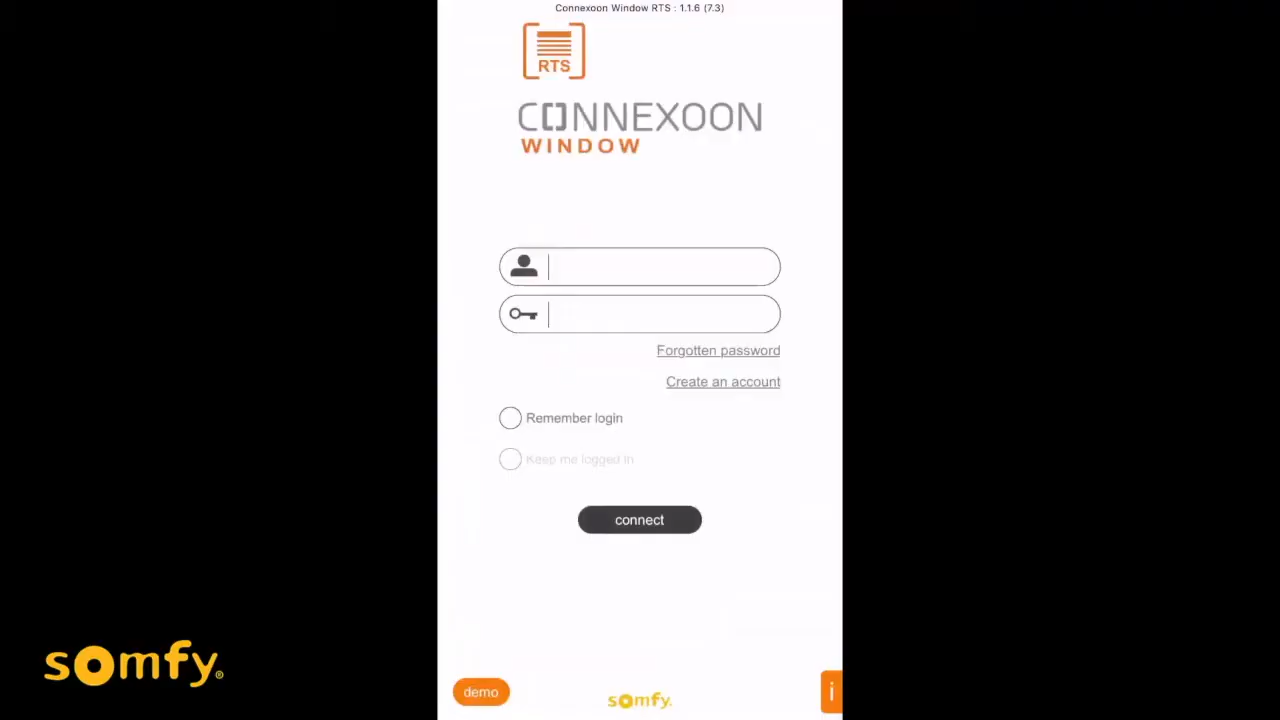 Connexoon Window RTS : 1.1.6 (7.3)
RTS
CONNEXOON
WINDOW
Forgotten password
Create an account
Remember login
Keep me logged in
connect
somfy®
demo
somfy.
i